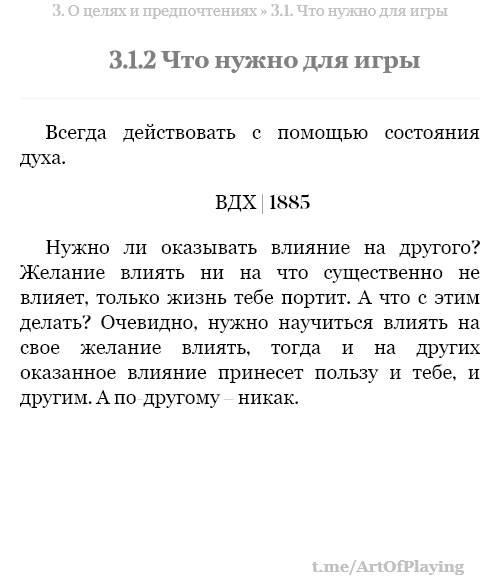 3. О целях и предпочтениях » 3.1. Что нужно для игры
3.1.2 Что нужно для игры
Всегда действовать с помощью состояния
духа.
ВДХ | 1885
Нужно ли оказывать влияние на другого?
Желание влиять ни на что существенно не
влияет, только жизнь тебе портит. А что с этим
делать? Очевидно, нужно научиться влиять на
свое желание влиять, тогда и на других
оказанное влияние принесет пользу и тебе, и
другим. А по-другому – никак.
t.me/ArtOfPlaying